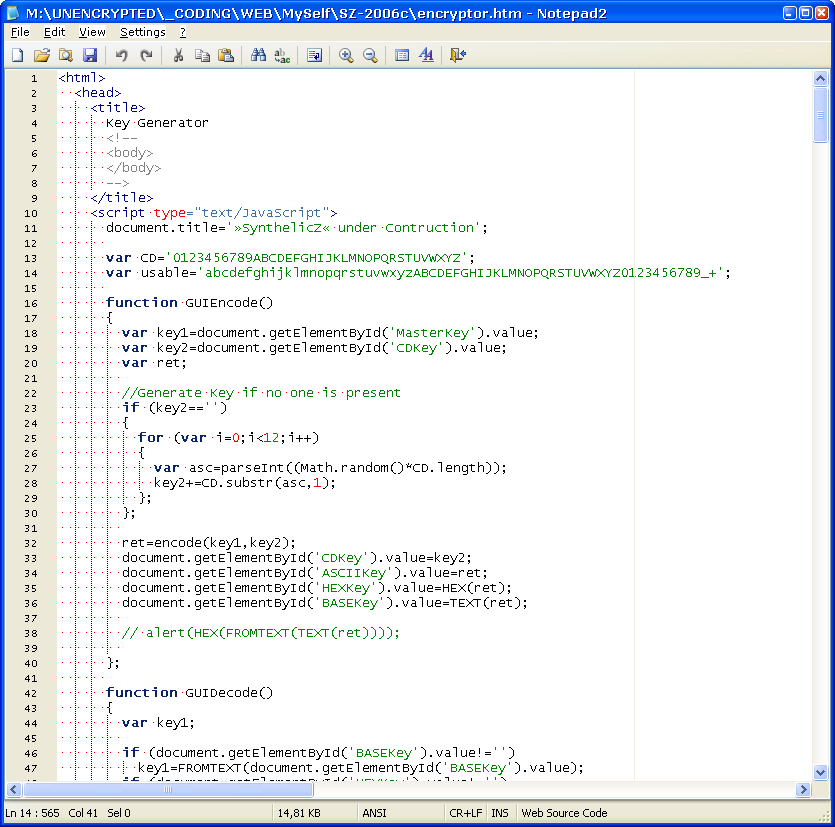 M:\UNENCRYPTED\_CODING\WEB\MySelf\SZ-2006c\encryptor.htm - Notepad2
File Edit View Settings ?
1 <html>
2 <head>
3 <title>
4 Key Generator
5 <!--
6 <body>
7 </body>
8 -->
9 </title>
10 <script type="text/JavaScript">
11 document.title='»SynthelicZ« under Contruction';
12
13 var CD='0123456789ABCDEFGHIJKLMNOPQRSTUVWXYZ';
14 var usable='abcdefghijklmnopqrstuvwxyzABCDEFGHIJKLMNOPQRSTUVWXYZ0123456789_+';
15
16 function GUIEncode()
17 {
18 var key1=document.getElementById('MasterKey').value;
19 var key2=document.getElementById('CDKey').value;
20 var ret;
21
22 //Generate Key if no one is present
23 if (key2=='')
24 {
25 for (var i=0;i<12;i++)
26 {
27 var asc=parseInt((Math.random()*CD.length));
28 key2+=CD.substr(asc,1);
29 };
30 };
31
32 ret=encode(key1,key2);
33 document.getElementById('CDKey').value=key2;
34 document.getElementById('ASCIIKey').value=ret;
35 document.getElementById('HEXKey').value=HEX(ret);
36 document.getElementById('BASEKey').value=TEXT(ret);
37
38 // alert(HEX(FROMTEXT(TEXT(ret))));
39
40 };
41
42 function GUIDecode()
43 {
44 var key1;
45
46 if (document.getElementById('BASEKey').value!='')
47 key1=FROMTEXT(document.getElementById('BASEKey').value);
Ln 14 : 565 Col 41 Sel 0 14,81 KB ANSI CR+LF INS Web Source Code